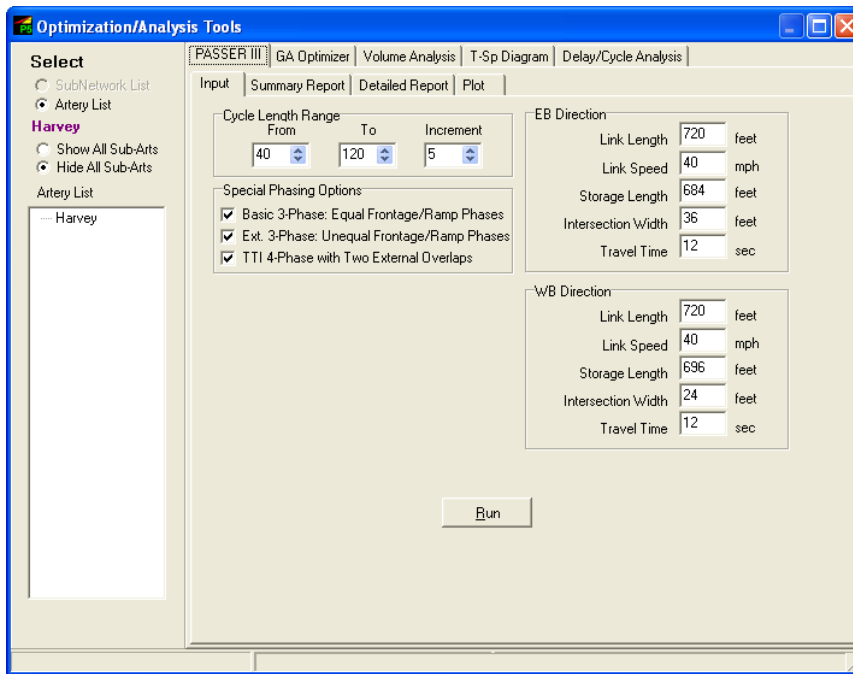 P5 Optimization/Analysis Tools
Select
SubNetwork List
Artery List
Harvey
Show All Sub-Arts
Hide All Sub-Arts
Artery List
Harvey
PASSER III GA Optimizer Volume Analysis T-Sp Diagram Delay/Cycle Analysis
Input Summary Report Detailed Report Plot
Cycle Length Range
From To Increment
40 120 5
Special Phasing Options
Basic 3-Phase: Equal Frontage/Ramp Phases
Ext. 3-Phase: Unequal Frontage/Ramp Phases
TTI 4-Phase with Two External Overlaps
EB Direction
Link Length 720 feet
Link Speed 40 mph
Storage Length 684 feet
Intersection Width 36 feet
Travel Time 12 sec
WB Direction
Link Length 720 feet
Link Speed 40 mph
Storage Length 696 feet
Intersection Width 24 feet
Travel Time 12 sec
Run